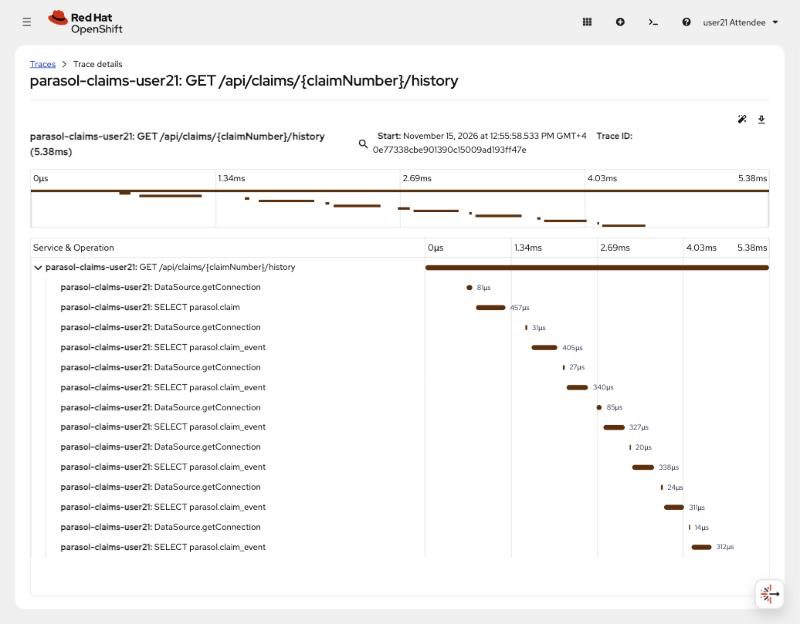 Red Hat
OpenShift
user21 Attendee
Traces > Trace details
parasol-claims-user21: GET /api/claims/{claimNumber}/history
parasol-claims-user21: GET /api/claims/{claimNumber}/history
(5.38ms)
Start: November 15, 2026 at 12:55:58.533 PM GMT+4 Trace ID:
0e77338cbe901390c15009ad193ff47e
0μs 1.34ms 2.69ms 4.03ms 5.38ms
Service & Operation 0μs 1.34ms 2.69ms 4.03ms 5.38ms
parasol-claims-user21: GET /api/claims/{claimNumber}/history
parasol-claims-user21: DataSource.getConnection 81μs
parasol-claims-user21: SELECT parasol.claim 457μs
parasol-claims-user21: DataSource.getConnection 31μs
parasol-claims-user21: SELECT parasol.claim_event 405μs
parasol-claims-user21: DataSource.getConnection 27μs
parasol-claims-user21: SELECT parasol.claim_event 340μs
parasol-claims-user21: DataSource.getConnection 85μs
parasol-claims-user21: SELECT parasol.claim_event 327μs
parasol-claims-user21: DataSource.getConnection 20μs
parasol-claims-user21: SELECT parasol.claim_event 338μs
parasol-claims-user21: DataSource.getConnection 24μs
parasol-claims-user21: SELECT parasol.claim_event 311μs
parasol-claims-user21: DataSource.getConnection 14μs
parasol-claims-user21: SELECT parasol.claim_event 312μs